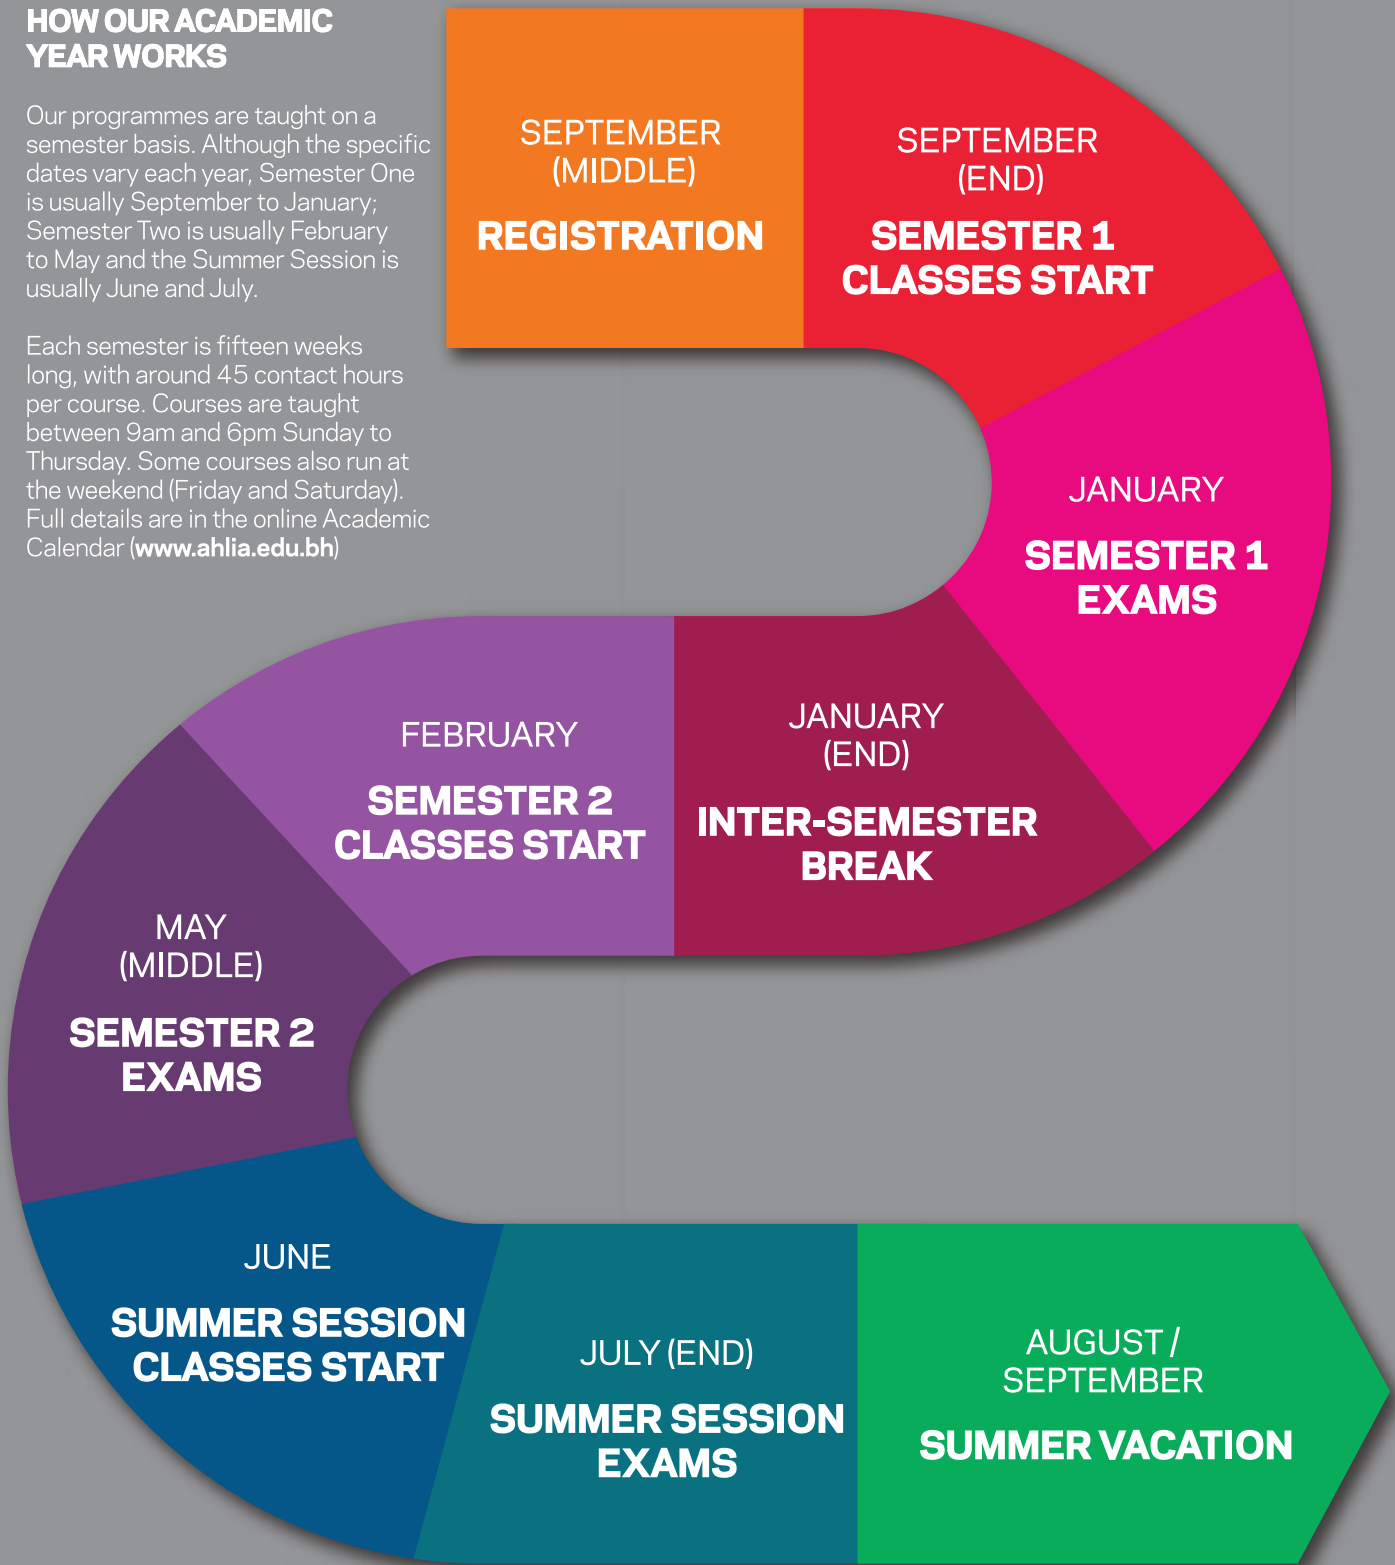 HOW OUR ACADEMIC
YEAR WORKS
Our programmes are taught on a
semester basis. Although the specific
dates vary each year, Semester One
is usually September to January;
Semester Two is usually February
to May and the Summer Session is
usually June and July.
Each semester is fifteen weeks
long, with around 45 contact hours
per course. Courses are taught
between 9am and 6pm Sunday to
Thursday. Some courses also run at
the weekend (Friday and Saturday).
Full details are in the online Academic
Calendar (www.ahlia.edu.bh)
SEPTEMBER
(MIDDLE)
REGISTRATION
SEPTEMBER
(END)
SEMESTER 1
CLASSES START
JANUARY
SEMESTER 1
EXAMS
JANUARY
(END)
INTER-SEMESTER
BREAK
FEBRUARY
SEMESTER 2
CLASSES START
MAY
(MIDDLE)
SEMESTER 2
EXAMS
JUNE
SUMMER SESSION
CLASSES START
JULY (END)
SUMMER SESSION
EXAMS
AUGUST /
SEPTEMBER
SUMMER VACATION